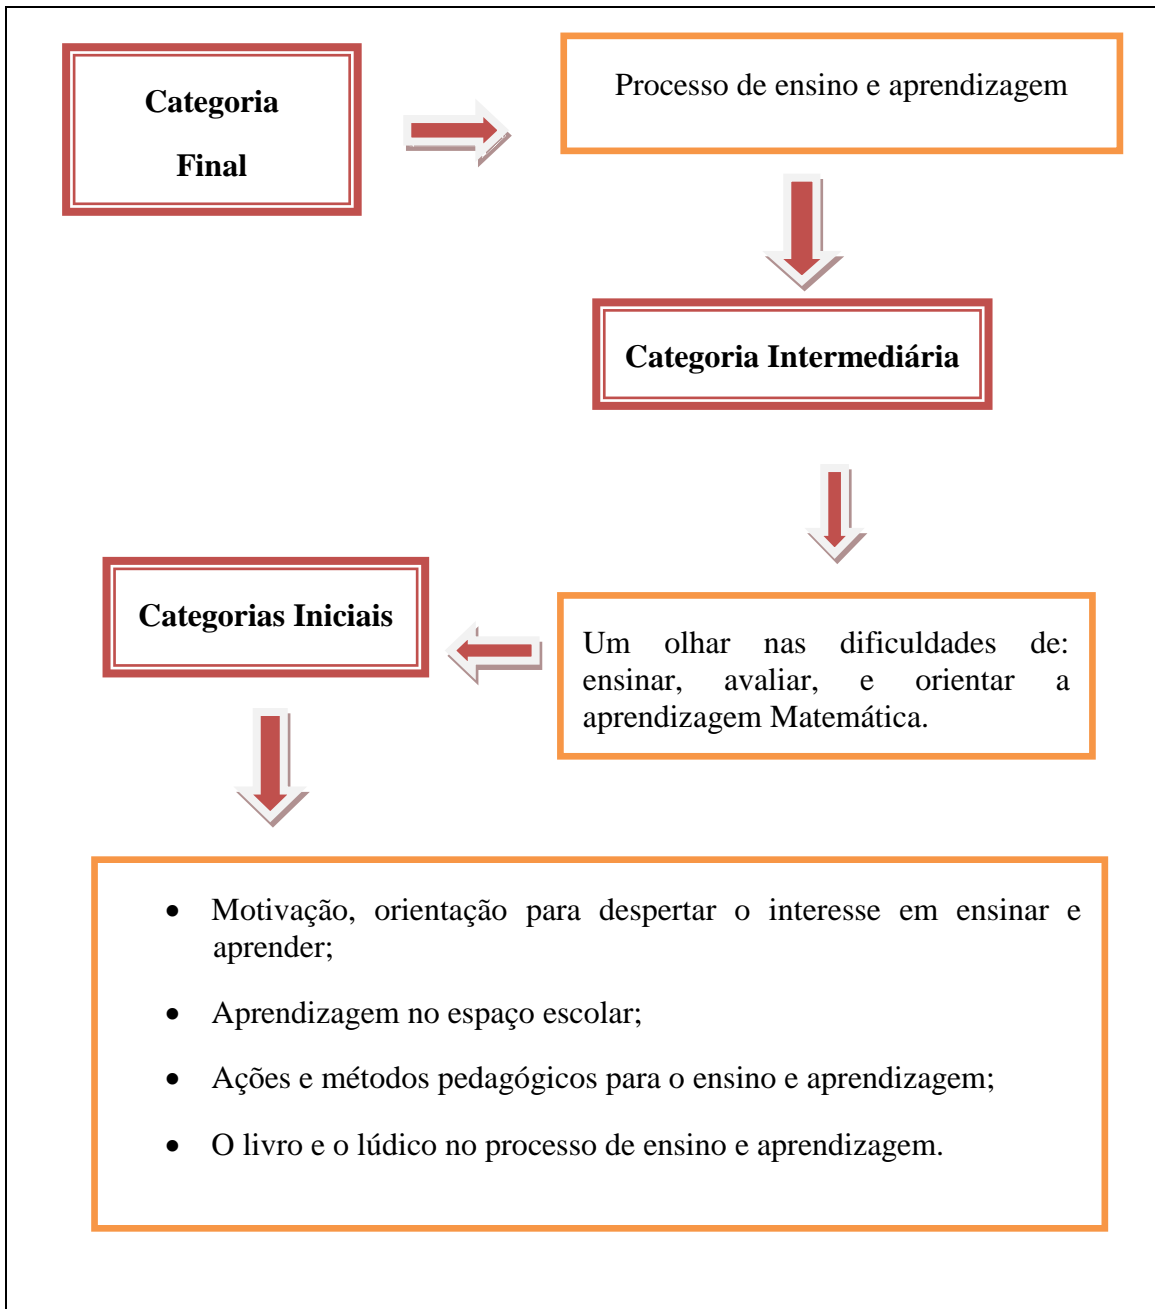 Categoria
Final
Processo de ensino e aprendizagem
Categoria Intermediária
Categorias Iniciais
Um olhar nas dificuldades de:
ensinar, avaliar, e orientar a
aprendizagem Matemática.
• Motivação, orientação para despertar o interesse em ensinar e
aprender;
• Aprendizagem no espaço escolar;
• Ações e métodos pedagógicos para o ensino e aprendizagem;
• O livro e o lúdico no processo de ensino e aprendizagem.